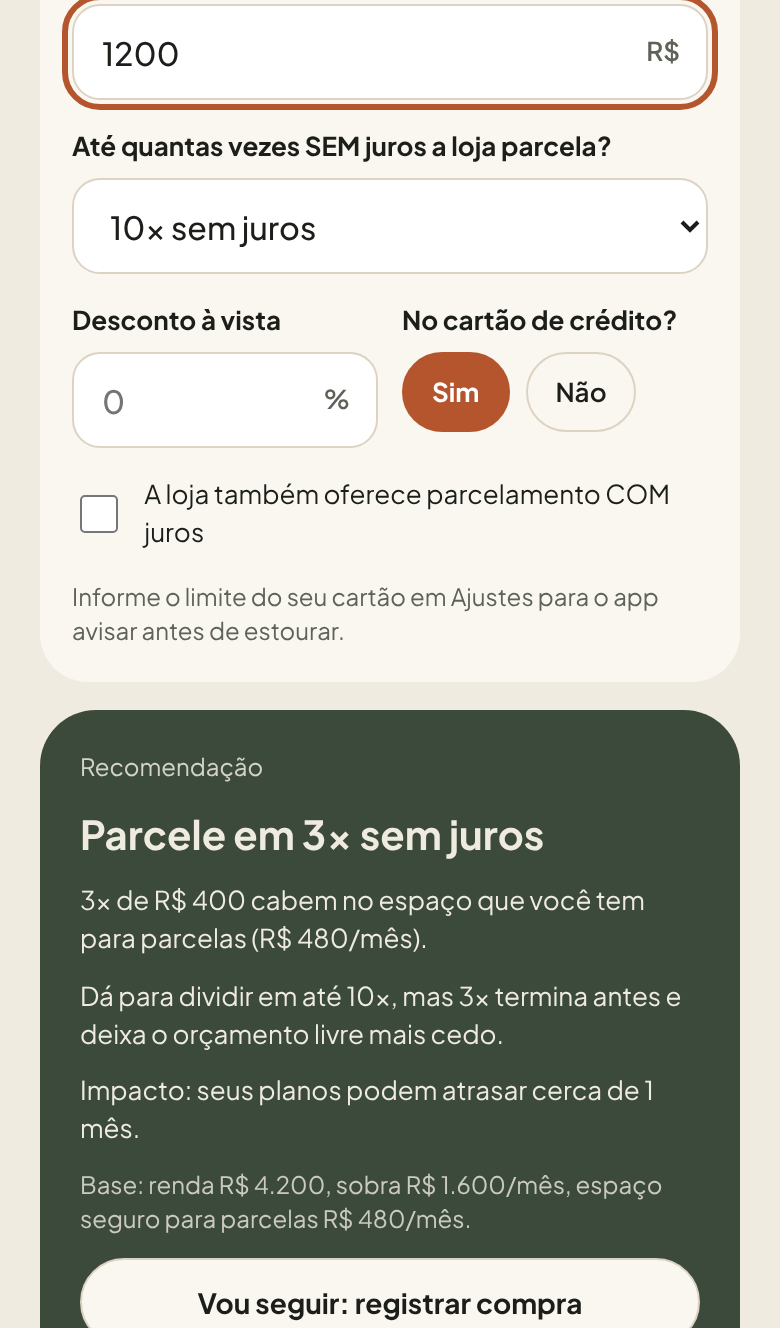 1200
R$
Até quantas vezes SEM juros a loja parcela?
10× sem juros
Desconto à vista
No cartão de crédito?
0
%
Sim
Não
A loja também oferece parcelamento COM
juros
Informe o limite do seu cartão em Ajustes para o app
avisar antes de estourar.
Recomendação
Parcele em 3× sem juros
3× de R$ 400 cabem no espaço que você tem
para parcelas (R$ 480/mês).
Dá para dividir em até 10×, mas 3× termina antes e
deixa o orçamento livre mais cedo.
Impacto: seus planos podem atrasar cerca de 1
mês.
Base: renda R$ 4.200, sobra R$ 1.600/mês, espaço
seguro para parcelas R$ 480/mês.
Vou seguir: registrar compra